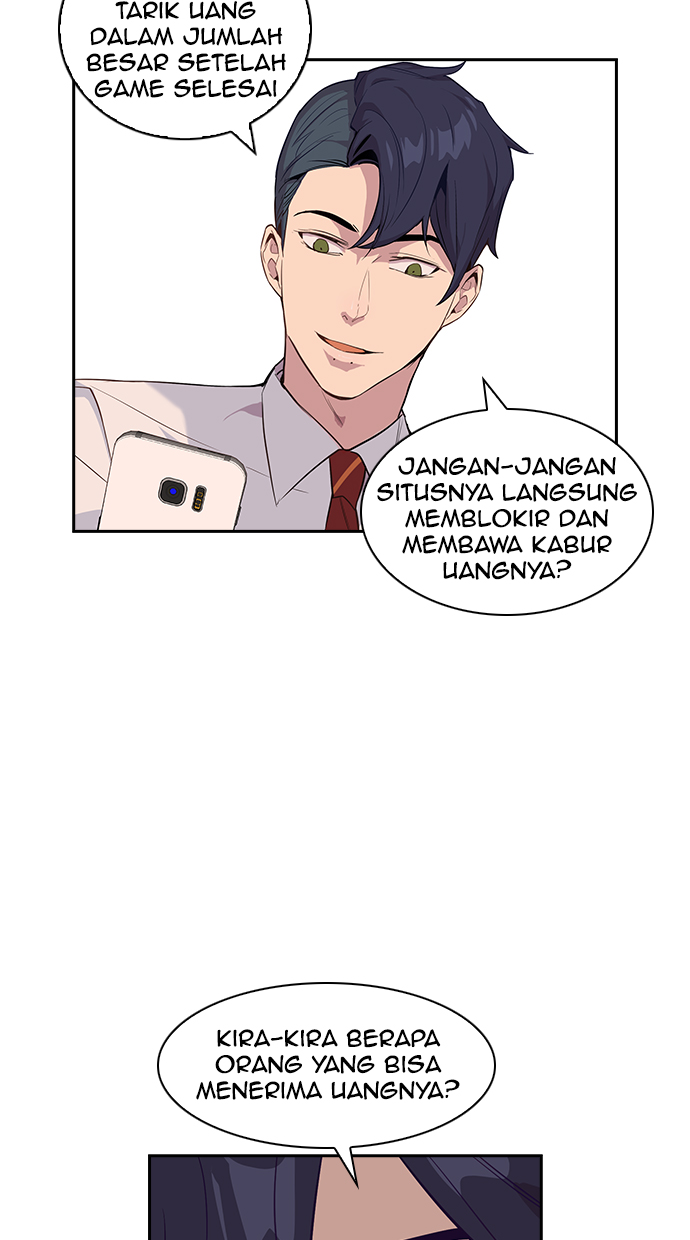 TARIK UANG
DALAM JUMLAH
BESAR SETELAH
GAME SELESAI
JANGAN-JANGAN
SITUSNYA LANGSUNG
MEMBLOKIR DAN
MEMBAWA KABUR
UANGNYA?
KIRA-KIRA BERAPA
ORANG YANG BISA
MENERIMA UANGNYA?